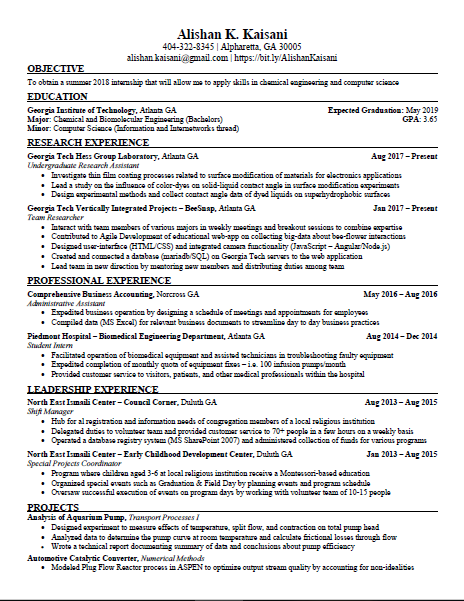 Alishan K. Kaisani
404-322-8345 | Alpharetta, GA 30005
alishan.kaisani@gmail.com | https://bit.ly/AlishanKaisani
OBJECTIVE
To obtain a summer 2018 internship that will allow me to apply skills in chemical engineering and computer science
EDUCATION
Georgia Institute of Technology, Atlanta GA Expected Graduation: May 2019
Major: Chemical and Biomolecular Engineering (Bachelors) GPA: 3.65
Minor: Computer Science (Information and Internetworks thread)
RESEARCH EXPERIENCE
Georgia Tech Hess Group Laboratory, Atlanta GA Aug 2017 – Present
Undergraduate Research Assistant
• Investigate thin film coating processes related to surface modification of materials for electronics applications
• Lead a study on the influence of color-dyes on solid-liquid contact angle in surface modification experiments
• Design experimental methods and collect contact angle data of dyed liquids on superhydrophobic surfaces
Georgia Tech Vertically Integrated Projects – BeeSnap, Atlanta GA Jan 2017 – Present
Team Researcher
• Interact with team members of various majors in weekly meetings and breakout sessions to combine expertise
• Contributed to Agile Development of educational web-app on collecting big-data about bee-flower interactions
• Designed user-interface (HTML/CSS) and integrated camera functionality (JavaScript – Angular/Node.js)
• Created and connected a database (mariadb/SQL) on Georgia Tech servers to the web application
• Lead team in new direction by mentoring new members and distributing duties among team
PROFESSIONAL EXPERIENCE
Comprehensive Business Accounting, Norcross GA May 2016 – Aug 2016
Administrative Assistant
• Expedited business operation by designing a schedule of meetings and appointments for employees
• Compiled data (MS Excel) for relevant business documents to streamline day to day business practices
Piedmont Hospital – Biomedical Engineering Department, Atlanta GA Aug 2014 – Dec 2014
Student Intern
• Facilitated operation of biomedical equipment and assisted technicians in troubleshooting faulty equipment
• Expedited completion of monthly quota of equipment fixes – i.e. 100 infusion pumps/month
• Provided customer service to visitors, patients, and other medical professionals within the hospital
LEADERSHIP EXPERIENCE
North East Ismaili Center – Council Corner, Duluth GA Aug 2013 – Aug 2015
Shift Manager
• Hub for all registration and information needs of congregation members of a local religious institution
• Delegated duties to volunteer team and provided customer service to 70+ people in a few hours on a weekly basis
• Operated a database registry system (MS SharePoint 2007) and administered collection of funds for various programs
North East Ismaili Center – Early Childhood Development Center, Duluth GA Jan 2013 – Aug 2015
Special Projects Coordinator
• Program where children aged 3-6 at local religious institution receive a Montessori-based education
• Organized special events such as Graduation & Field Day by planning events and program schedule
• Oversaw successful execution of events on program days by working with volunteer team of 10-15 people
PROJECTS
Analysis of Aquarium Pump, Transport Processes I
• Designed experiment to measure effects of temperature, split flow, and contraction on total pump head
• Analyzed data to determine the pump curve at room temperature and calculate frictional losses through flow
• Wrote a technical report documenting summary of data and conclusions about pump efficiency
Automotive Catalytic Converter, Numerical Methods
• Modeled Plug Flow Reactor process in ASPEN to optimize output stream quality by accounting for non-idealities